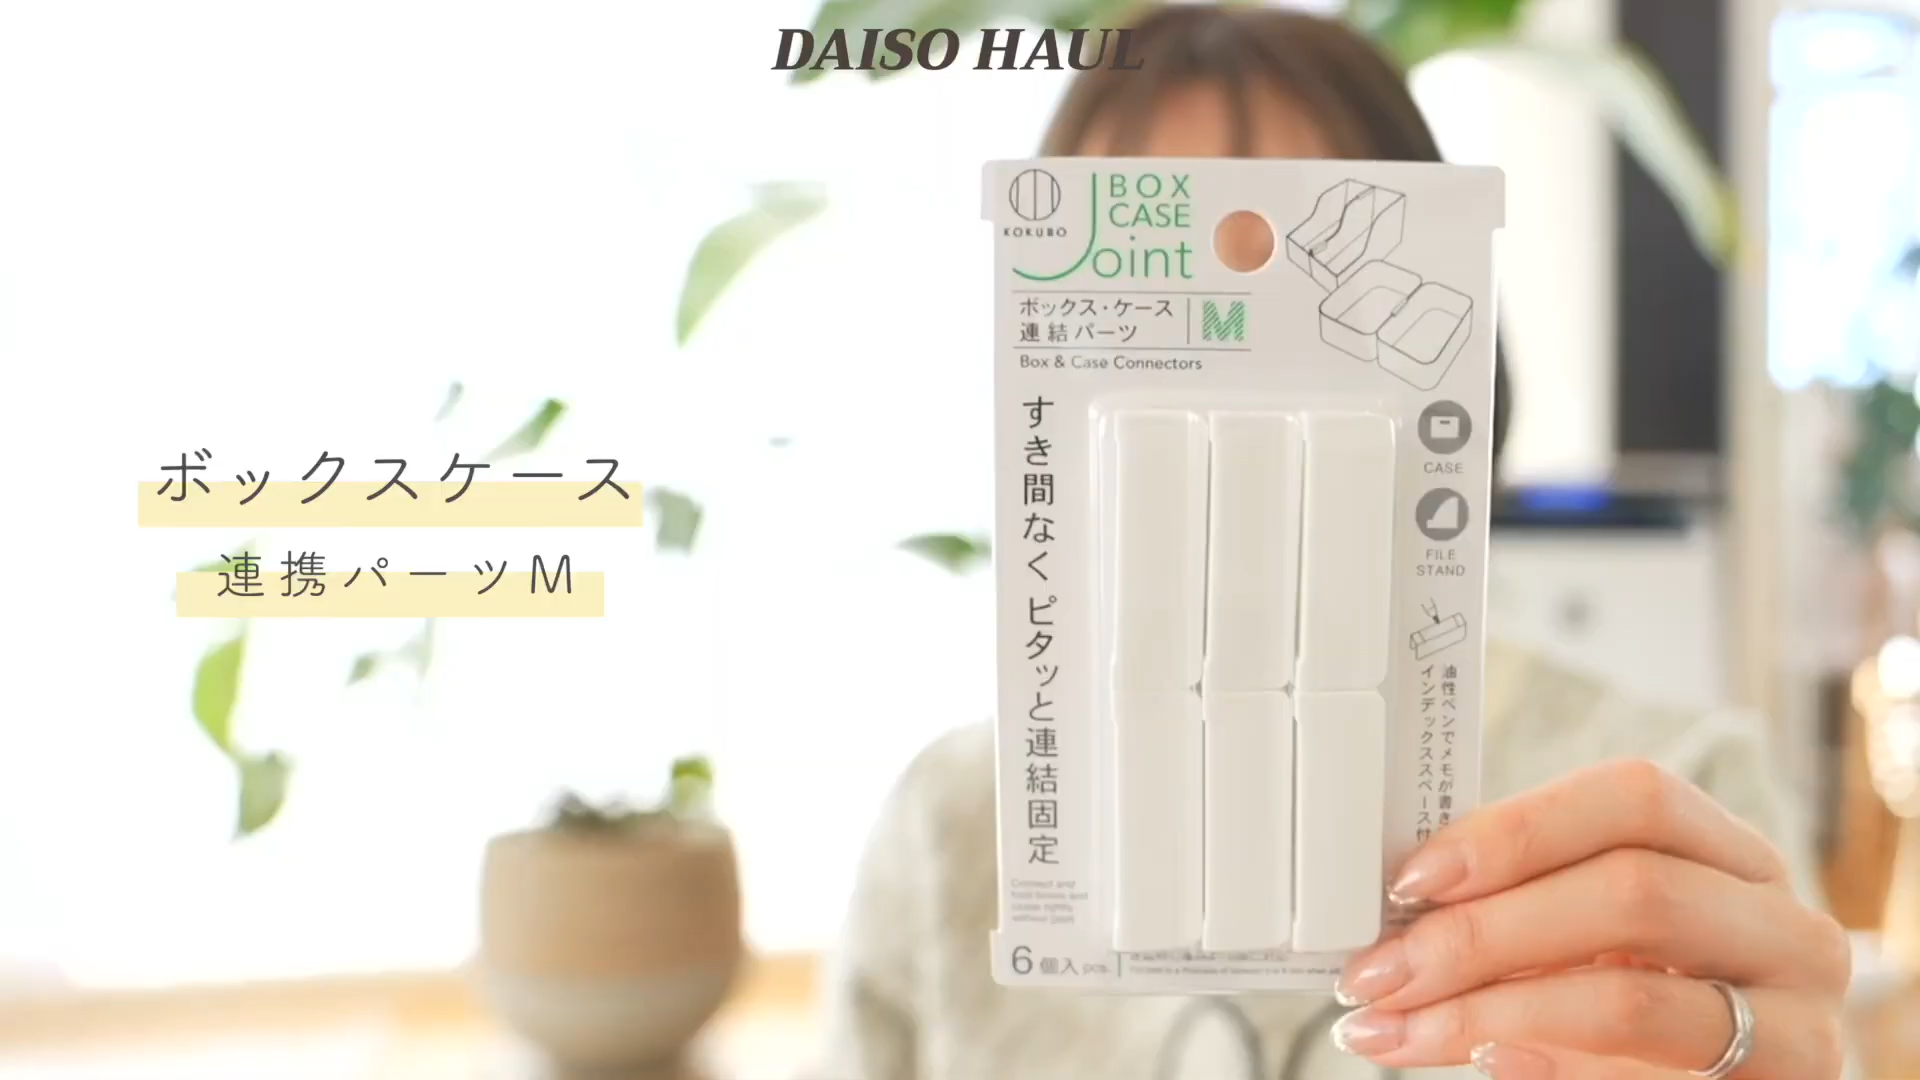 DAISO HAUL
ボックスケース
連携パーツM
KOKUBO
BOX
CASE
Joint
ボックス・ケース
連結パーツ
M
Box & Case Connectors
すき間なく ピタッと連結固定
CASE
FILE
STAND
油性ペンでメモが書き
インデックススペース付
Connect and
6個入 pcs.